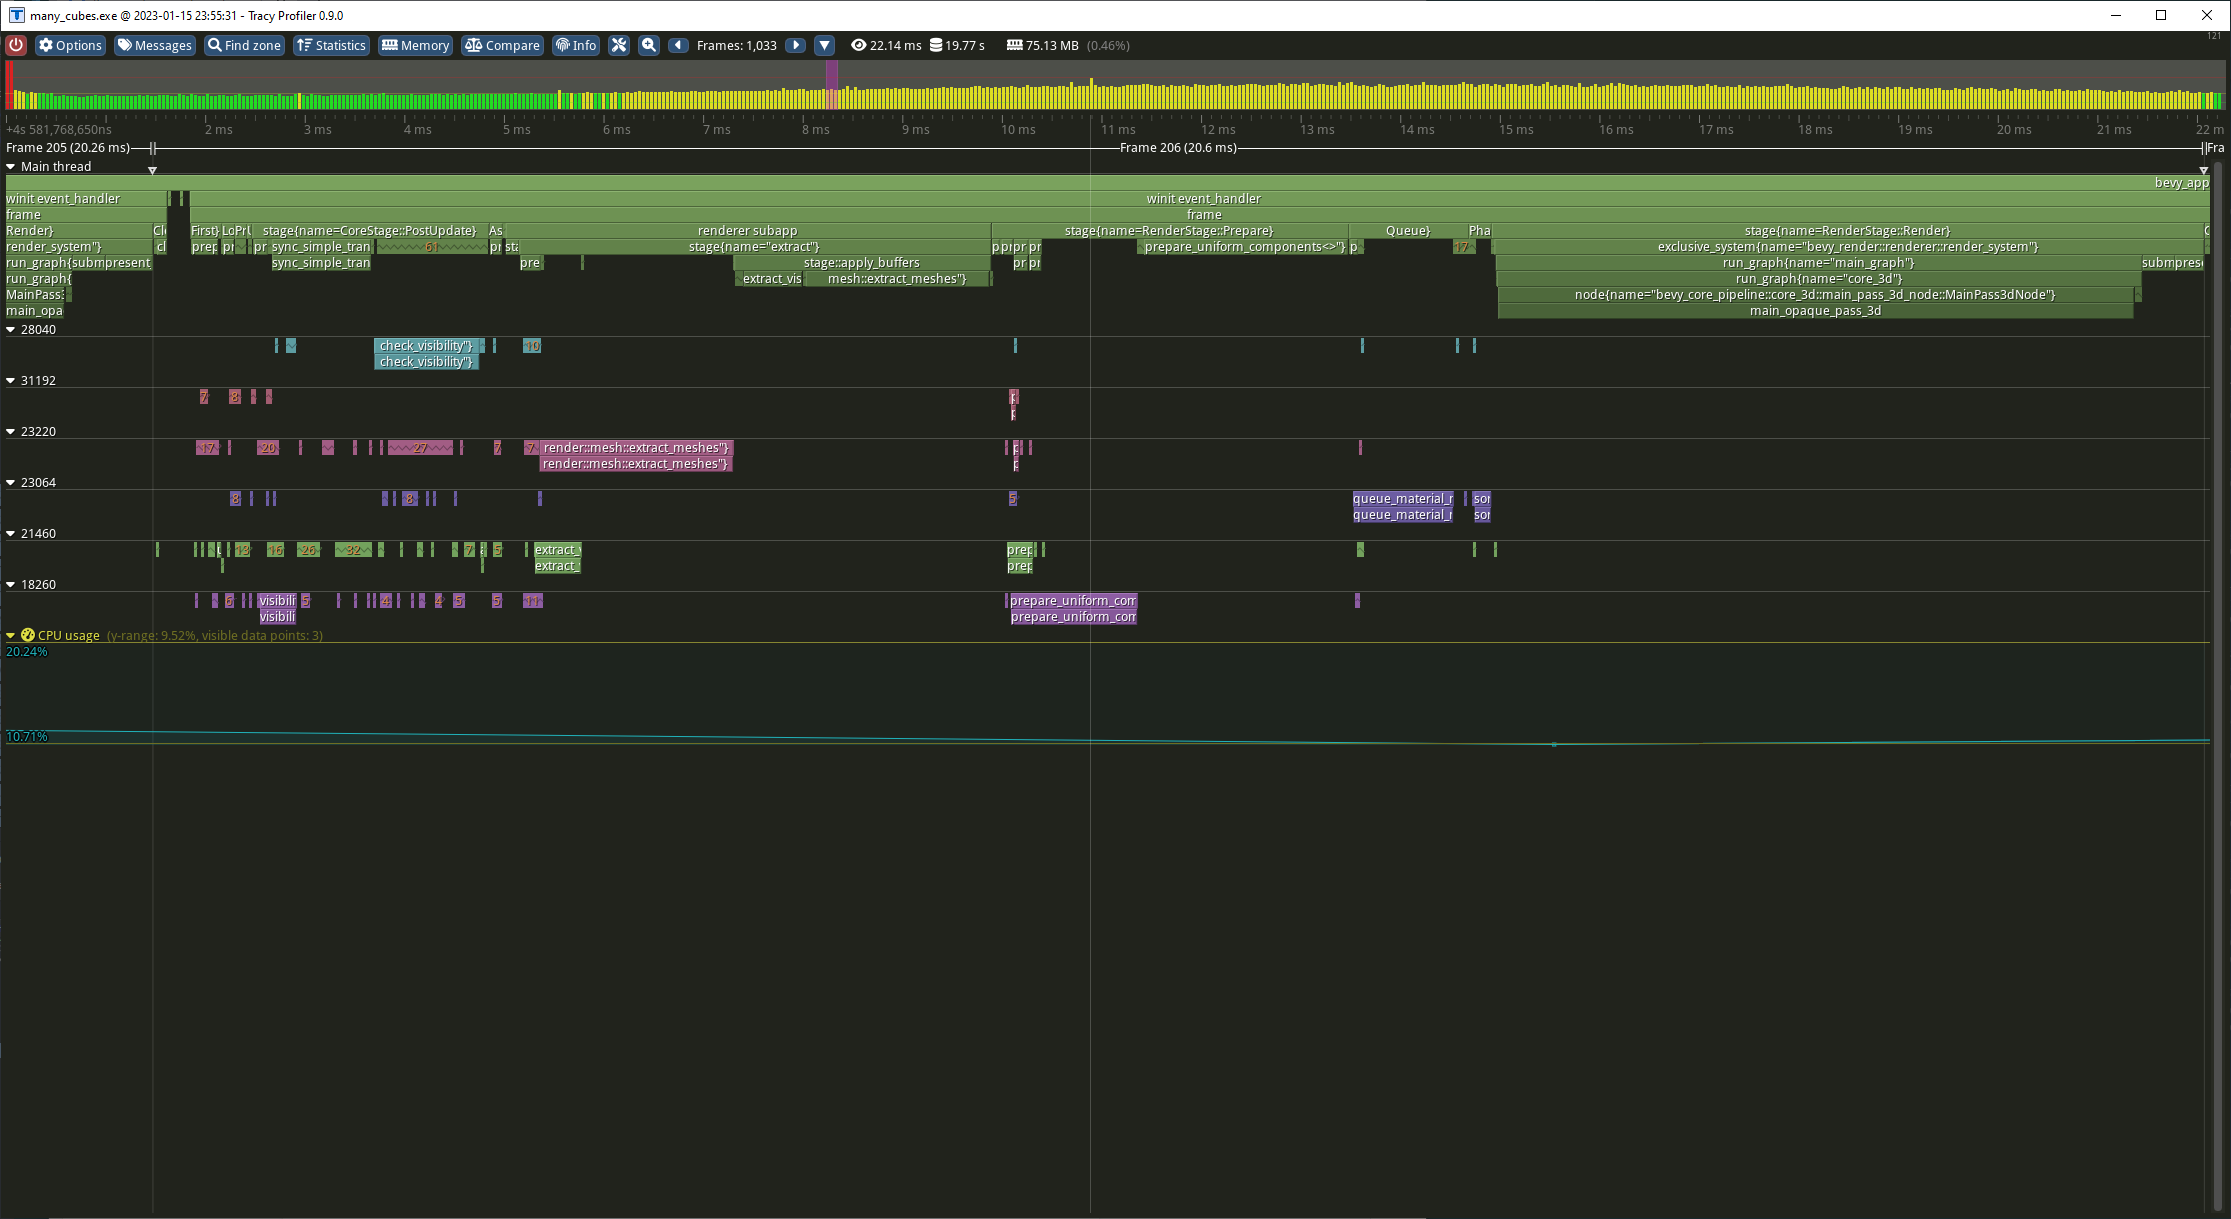 many_cubes.exe @ 2023-01-15 23:55:31 - Tracy Profiler 0.9.0
Options Messages Find zone Statistics Memory Compare Info Frames: 1,033 22.14 ms 19.77 s 75.13 MB (0.46%)
121
+4s 581,768,650ns 2 ms 3 ms 4 ms 5 ms 6 ms 7 ms 8 ms 9 ms 10 ms 11 ms 12 ms 13 ms 14 ms 15 ms 16 ms 17 ms 18 ms 19 ms 20 ms 21 ms 22 m
Frame 205 (20.26 ms) Frame 206 (20.6 ms) Fra
Main thread
bevy_app
winit event_handler winit event_handler
frame frame
Render} First} stage{name=CoreStage::PostUpdate} As renderer subapp stage{name=RenderStage::Prepare} Queue} Pha stage{name=RenderStage::Render}
render_system"} cl prep pr pr sync_simple_tran 61 pr sta stage{name="extract"} prepare_uniform_components<>"} p 17 exclusive_system{name="bevy_render::renderer::render_system"}
run_graph{submpresent sync_simple_tran pre stage::apply_buffers pr pr run_graph{name="main_graph"} submpres
run_graph{ extract_vis mesh::extract_meshes"} run_graph{name="core_3d"}
MainPass3 node{name="bevy_core_pipeline::core_3d::main_pass_3d_node::MainPass3dNode"}
main_opa main_opaque_pass_3d
28040
check_visibility"} 10
check_visibility"}
31192
7 8 p
p
23220
17 20 27 7 7 render::mesh::extract_meshes"} p
render::mesh::extract_meshes"} p
23064
8 8 5 queue_material_r sor
queue_material_r sor
21460
13 16 26 32 7 5 extract_v prep
extract_ prep
18260
6 visibili 5 4 4 5 5 11 prepare_uniform_com
visibili prepare_uniform_com
CPU usage (y-range: 9.52%, visible data points: 3)
20.24%
10.71%